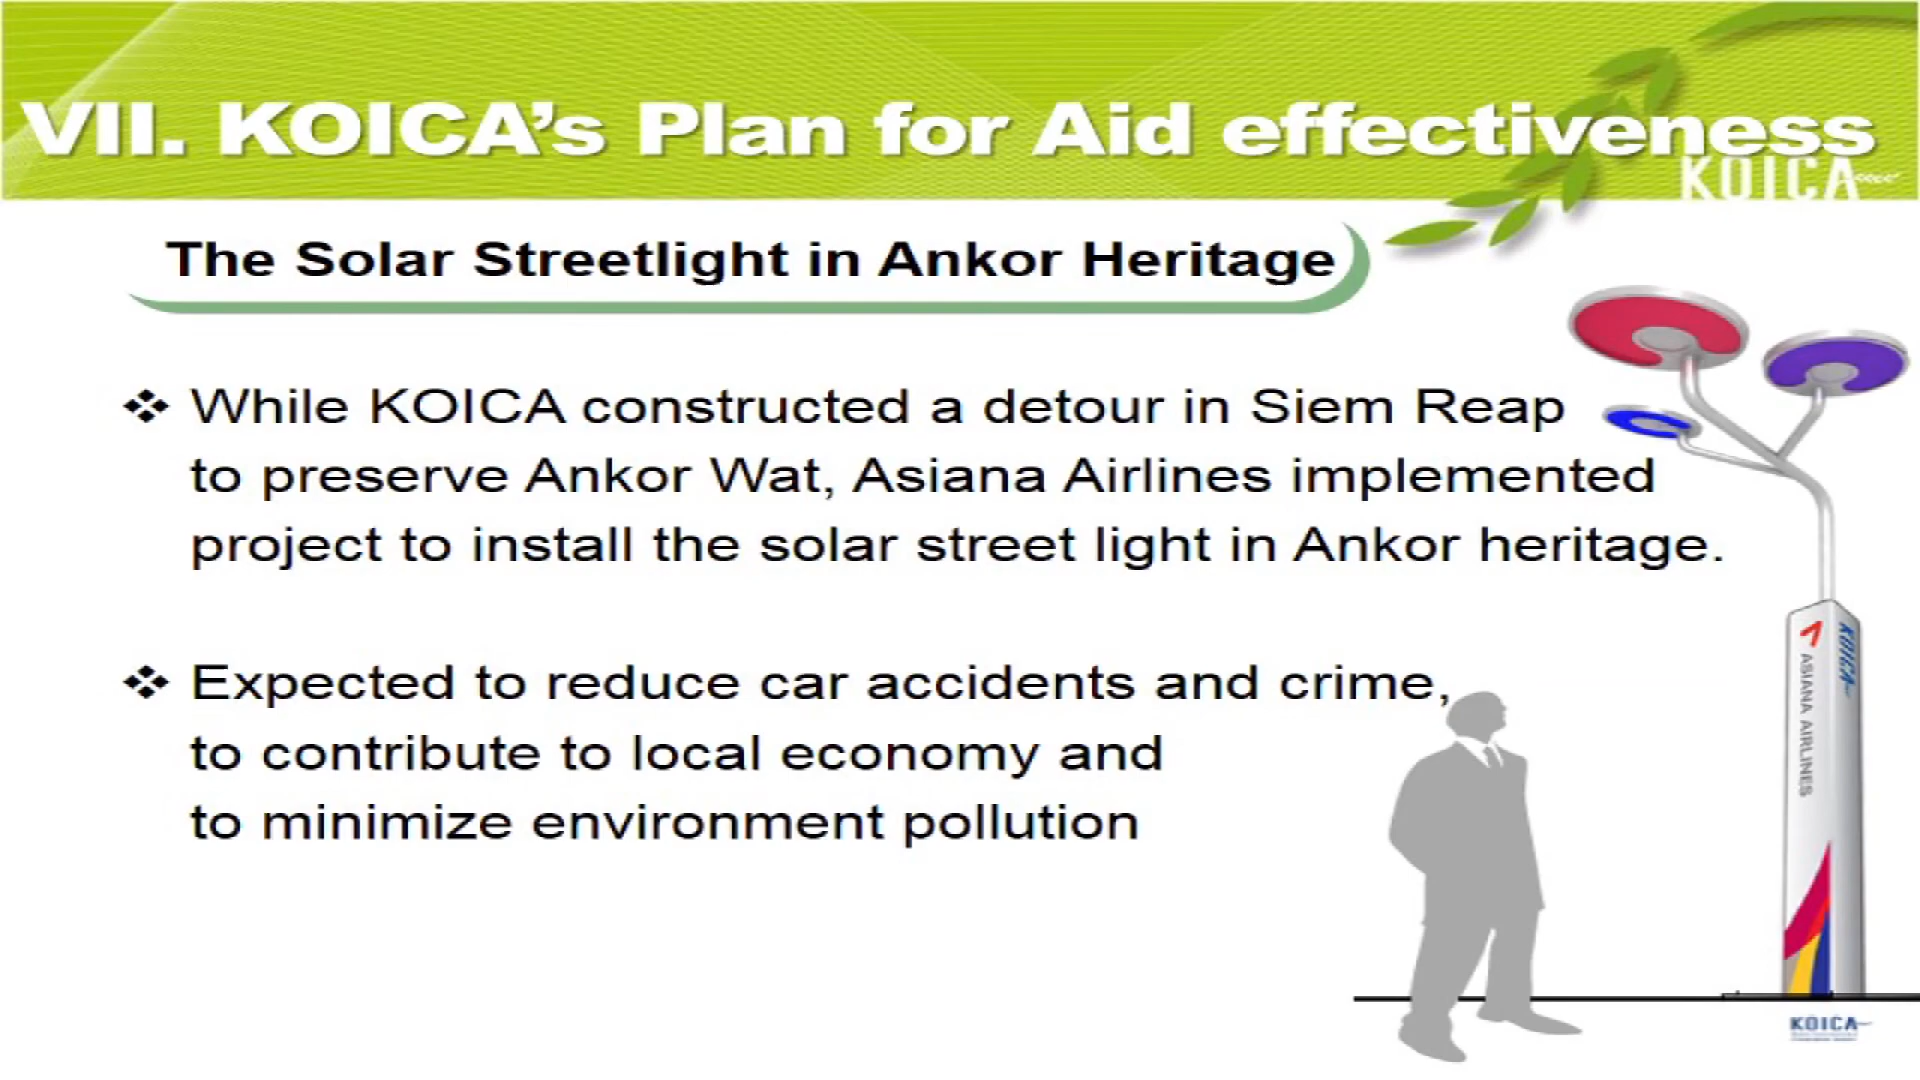 VII. KOICA's Plan for Aid effectiveness
KOICA
The Solar Streetlight in Ankor Heritage
While KOICA constructed a detour in Siem Reap
to preserve Ankor Wat, Asiana Airlines implemented
project to install the solar street light in Ankor heritage.
Expected to reduce car accidents and crime,
to contribute to local economy and
to minimize environment pollution
ASIANA AIRLINES
KOICA
KOICA